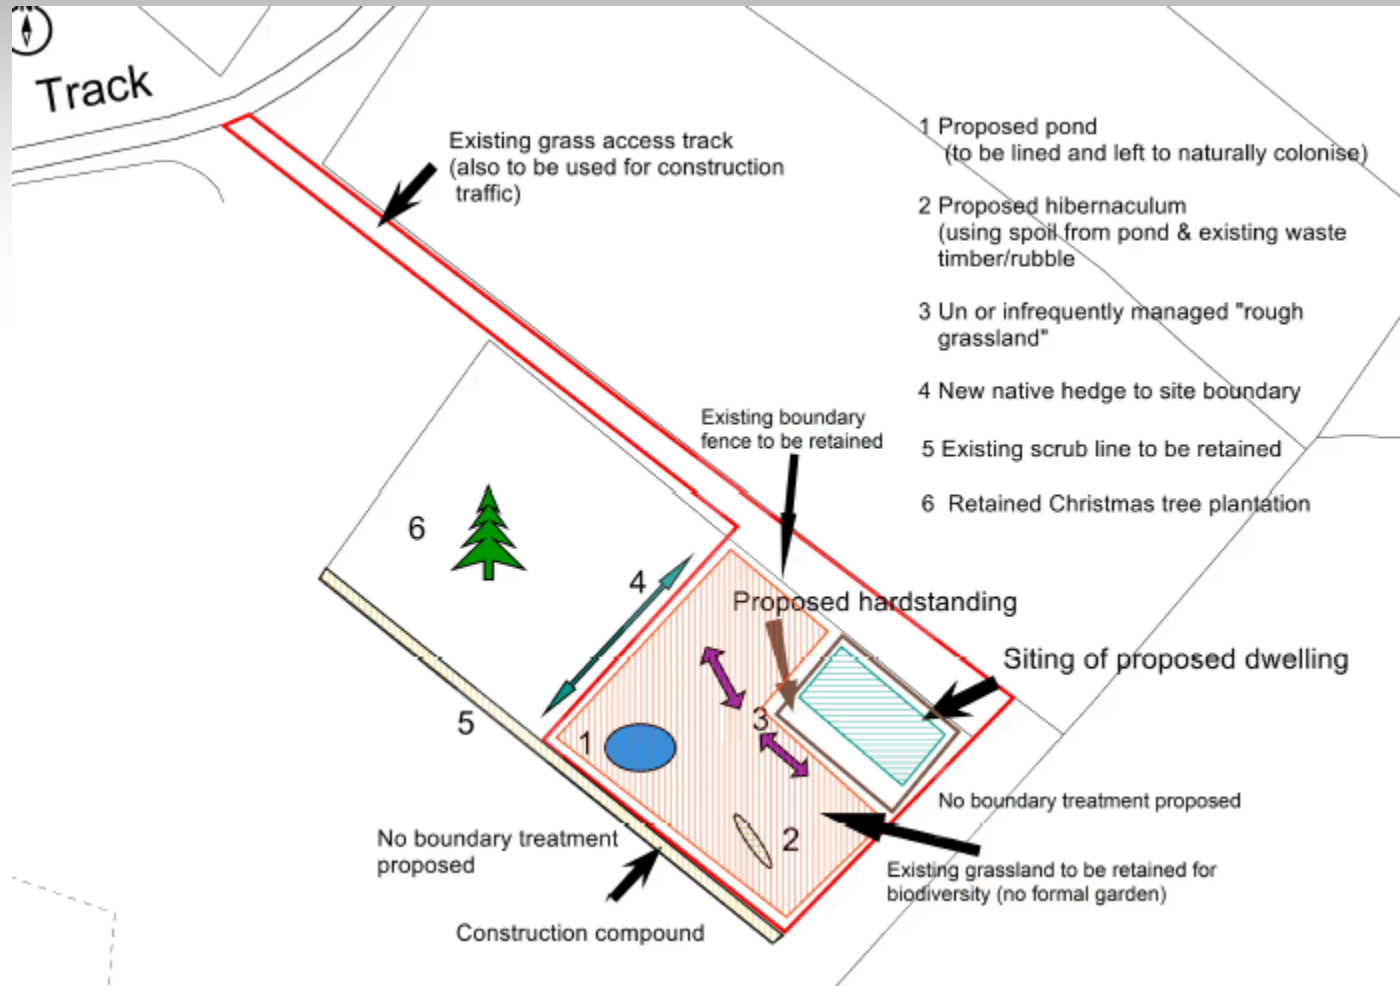 N
Track
Existing grass access track
(also to be used for construction
traffic)
1 Proposed pond
(to be lined and left to naturally colonise)
2 Proposed hibernaculum
(using spoil from pond & existing waste
timber/rubble
3 Un or infrequently managed "rough
grassland"
4 New native hedge to site boundary
5 Existing scrub line to be retained
6 Retained Christmas tree plantation
Existing boundary
fence to be retained
6
4
Proposed hardstanding
Siting of proposed dwelling
5
3
1
2
No boundary treatment proposed
No boundary treatment
proposed
Existing grassland to be retained for
biodiversity (no formal garden)
Construction compound